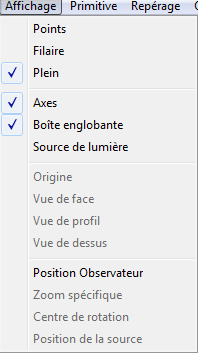 Affichage Primitive Repérage
Points
Filaire
Plein
Axes
Boîte englobante
Source de lumière
Origine
Vue de face
Vue de profil
Vue de dessus
Position Observateur
Zoom spécifique
Centre de rotation
Position de la source